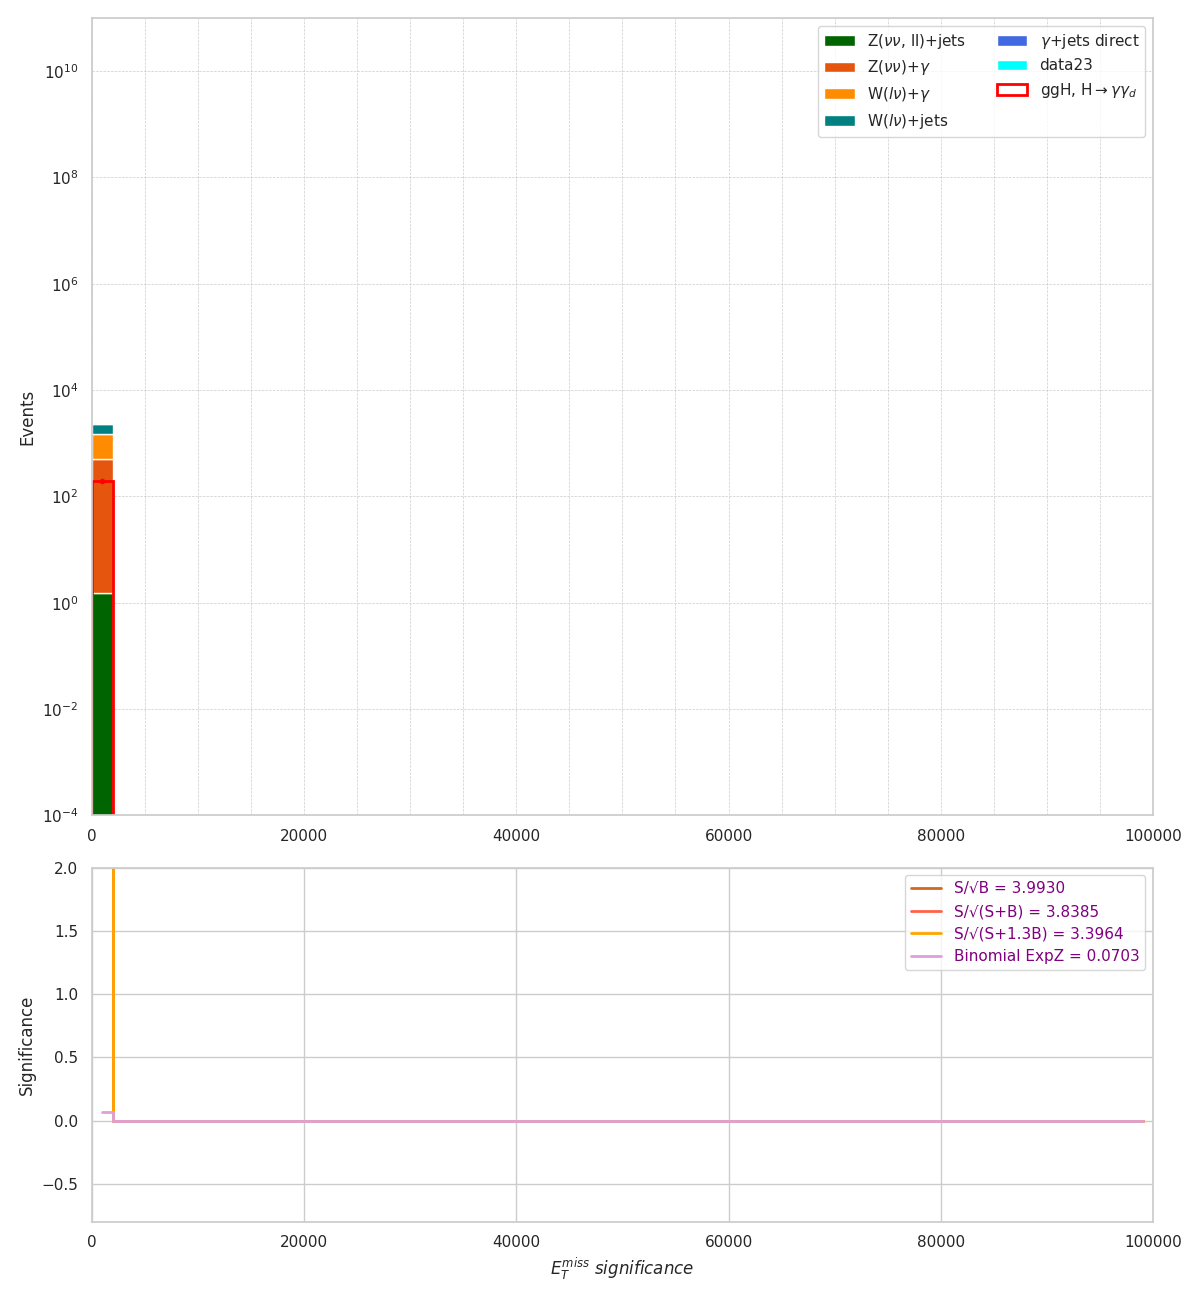 Z(νν, ll)+jets
Z(νν)+γ
W(lν)+γ
W(lν)+jets
γ+jets direct
data23
ggH, H→γγ_d
Events
10^10
10^8
10^6
10^4
10^2
10^0
10^−2
10^−4
0 20000 40000 60000 80000 100000
S/√B = 3.9930
S/√(S+B) = 3.8385
S/√(S+1.3B) = 3.3964
Binomial ExpZ = 0.0703
Significance
2.0
1.5
1.0
0.5
0.0
−0.5
0 20000 40000 60000 80000 100000
E_T^miss significance